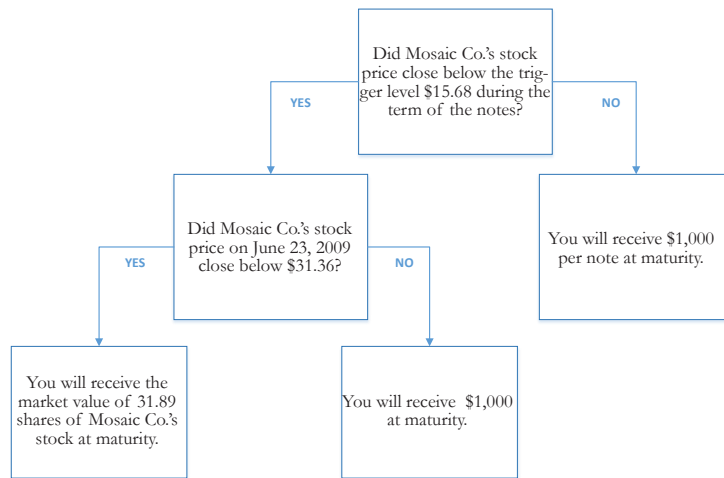 Did Mosaic Co.'s stock
price close below the trig-
ger level $15.68 during the
term of the notes?
YES
NO
Did Mosaic Co.'s stock
price on June 23, 2009
close below $31.36?
You will receive $1,000
per note at maturity.
YES
NO
You will receive the
market value of 31.89
shares of Mosaic Co.'s
stock at maturity.
You will receive $1,000
at maturity.